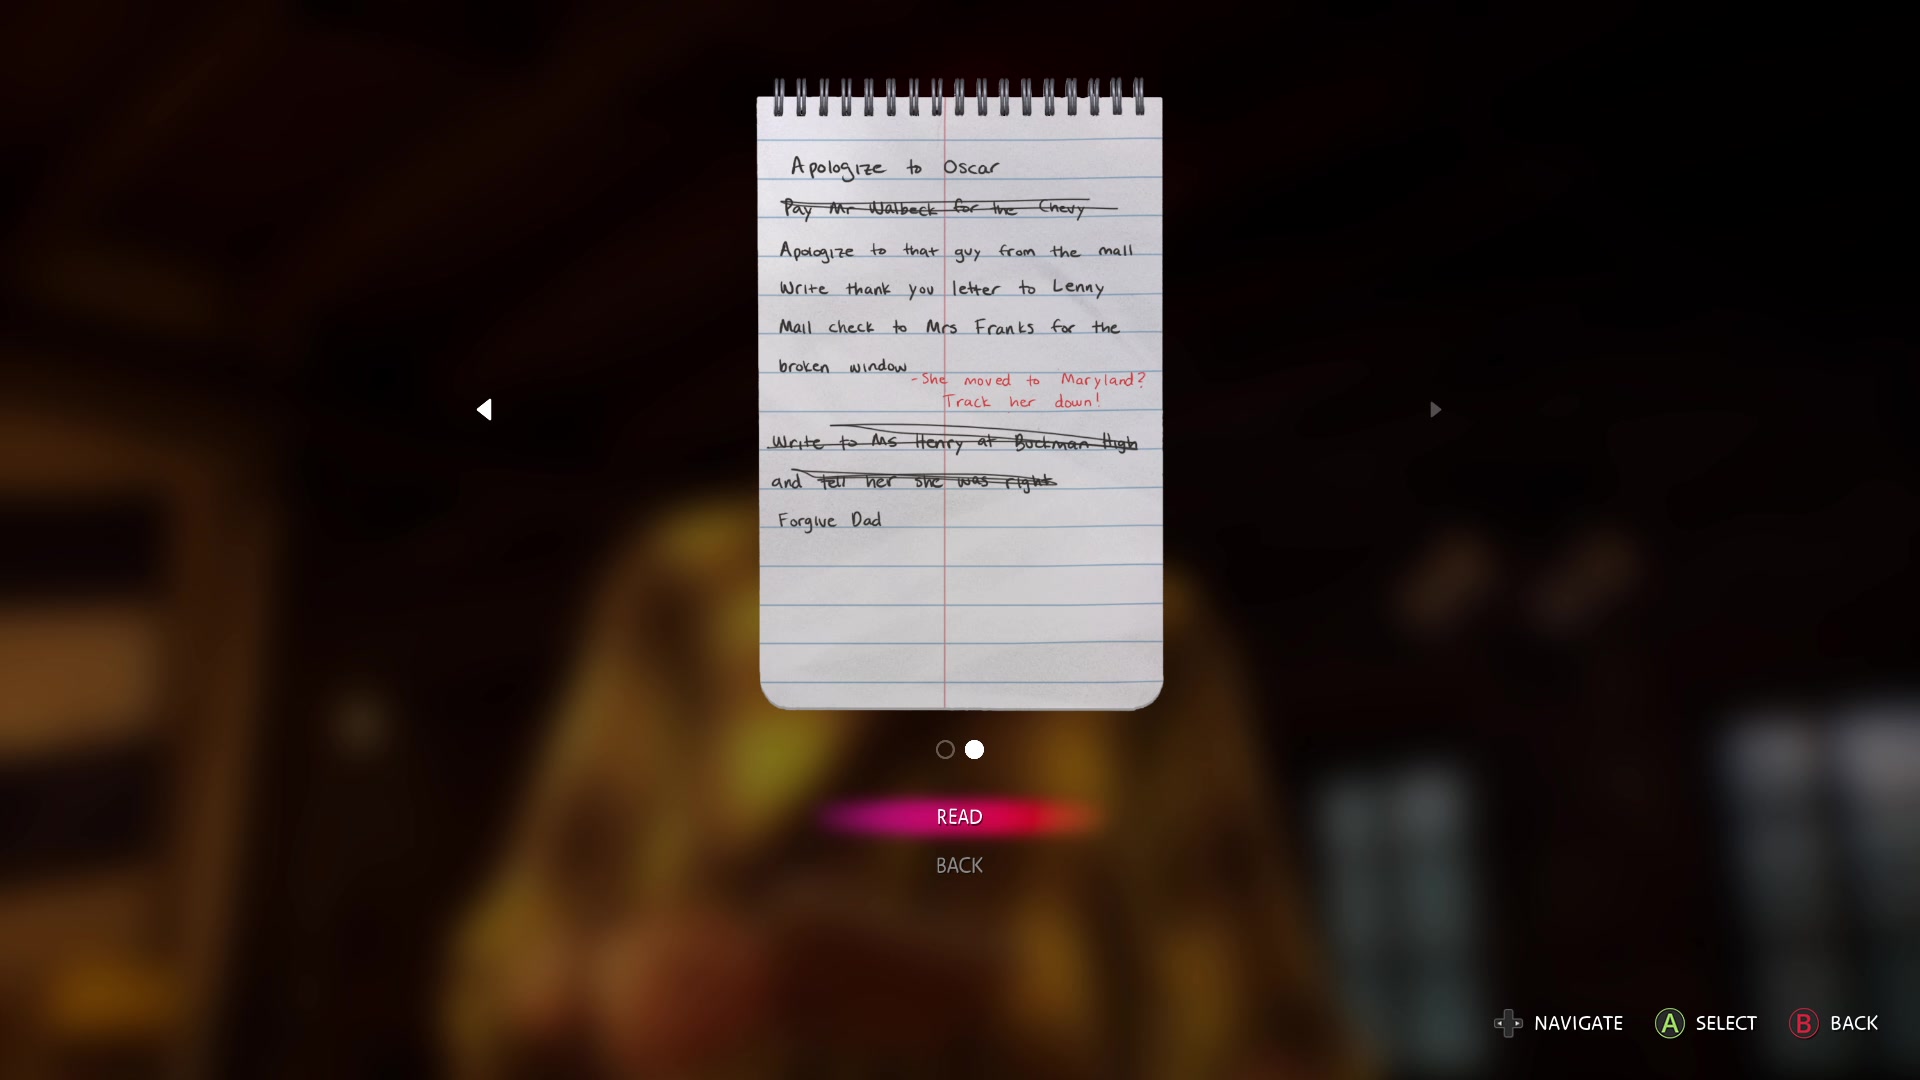 Apologize to Oscar
Pay Mr Walbeck for the Chevy
Apologize to that guy from the mall
Write thank you letter to Lenny
Mail check to Mrs Franks for the
broken window
-She moved to Maryland?
Track her down!
Write to Ms Henry at Buckman High
and tell her she was right
Forgive Dad
READ
BACK
NAVIGATE
A SELECT
B BACK